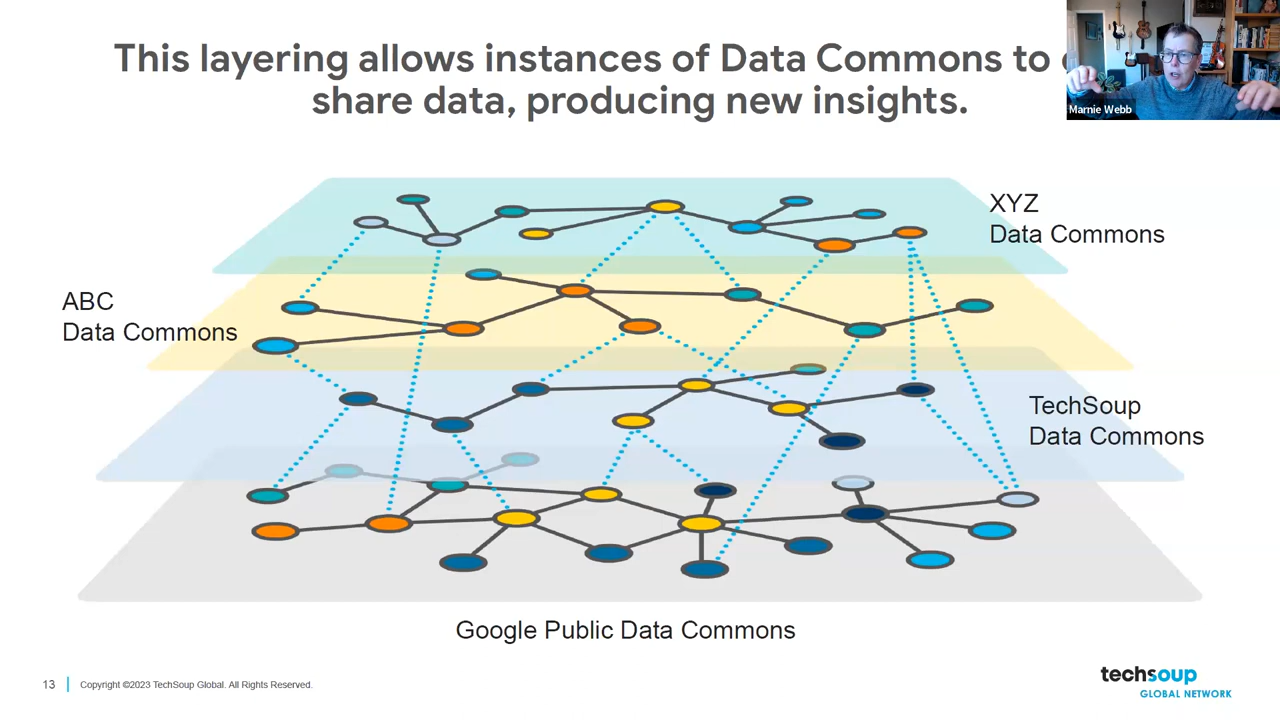 This layering allows instances of Data Commons to
share data, producing new insights.
Marnie Webb
XYZ
Data Commons
ABC
Data Commons
TechSoup
Data Commons
Google Public Data Commons
13
Copyright ©2023 TechSoup Global. All Rights Reserved.
techsoup
GLOBAL NETWORK